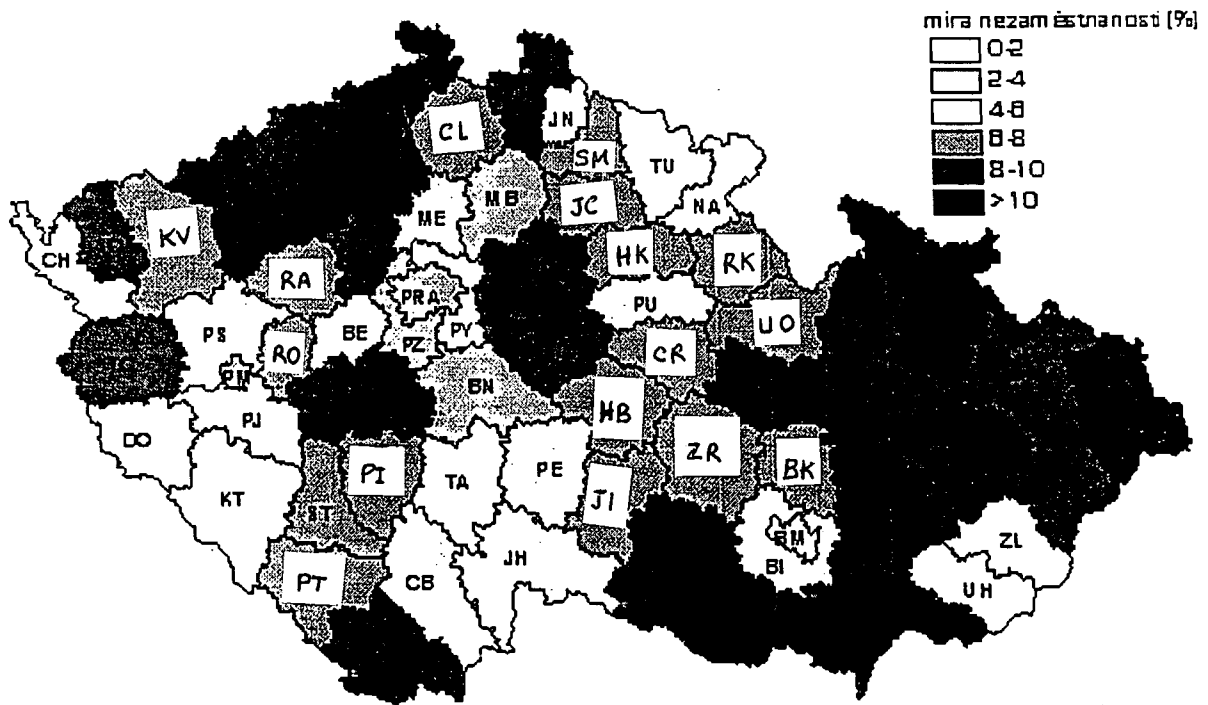 míra nezaměstnanosti [%]
0-2
2-4
4-6
6-8
8-10
>10
CL
JN
SM
TU
MB
JC
NA
ME
KV
CH
HK
RK
RA
PRA
PU
UO
PS
BE
PY
RO
PZ
CR
PM
BN
HB
PJ
DO
ZR
PI
TA
PE
BK
KT
JI
ST
BM
ZL
JH
BI
PT
CB
UH